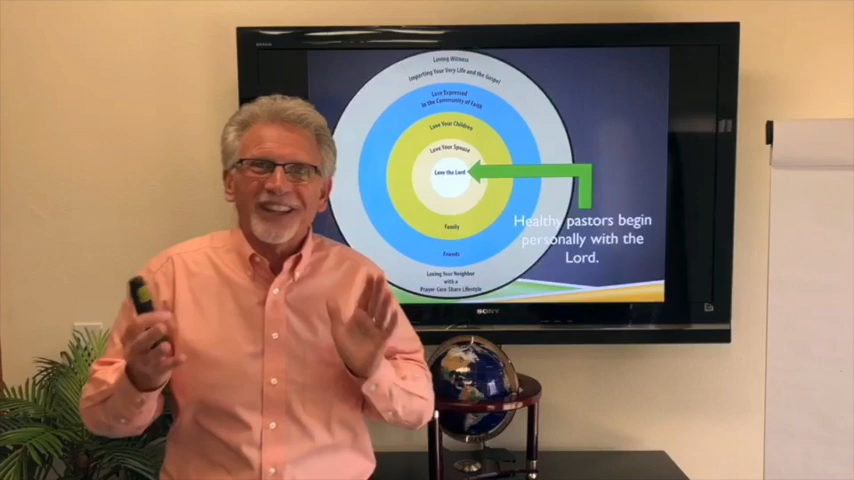 Loving Witness
Imparting Your Very Life and the Gospel
Love Expressed
in the Community of Faith
Love Your Children
Love Your Spouse
Love the Lord
Healthy pastors begin
personally with the
Lord.
Family
Friends
Loving Your Neighbor
with a
Prayer Care Share Lifestyle
SONY